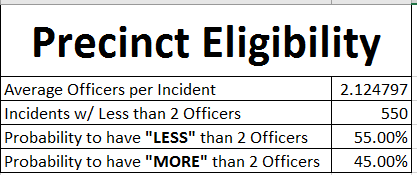 Precinct Eligibility
Average Officers per Incident 2.124797
Incidents w/ Less than 2 Officers 550
Probability to have "LESS" than 2 Officers 55.00%
Probability to have "MORE" than 2 Officers 45.00%